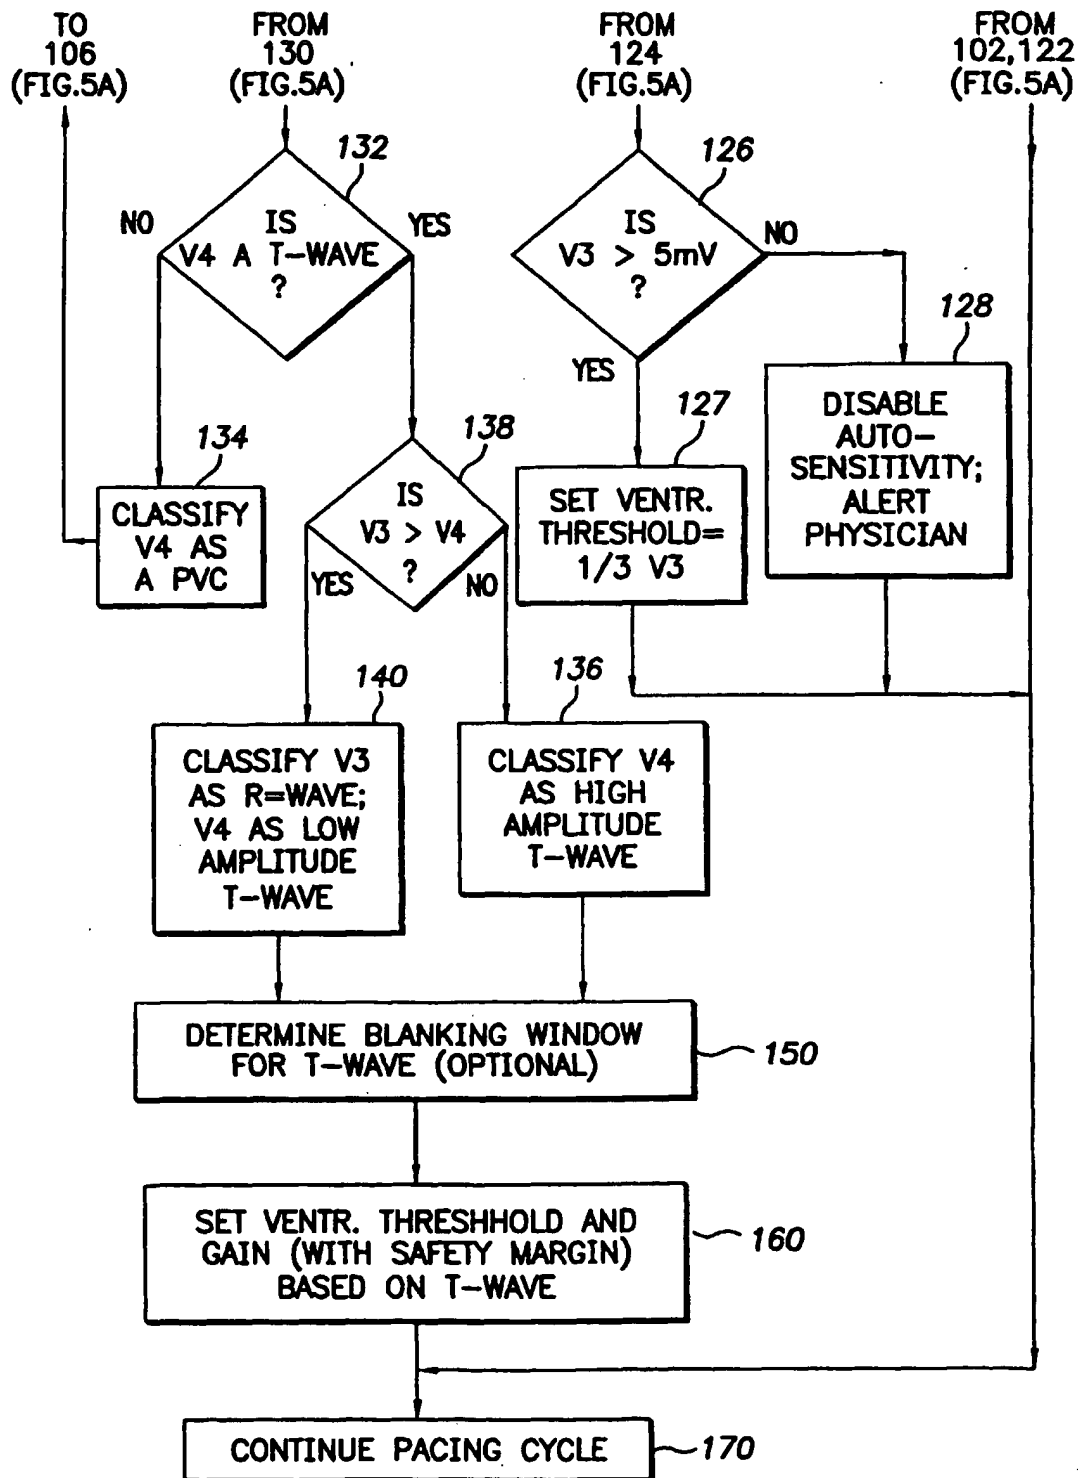 TO
106
(FIG.5A)
FROM
130
(FIG.5A)
FROM
124
(FIG.5A)
FROM
102,122
(FIG.5A)
132
IS
V4 A T-WAVE
?
NO
YES
126
IS
V3 > 5mV
?
NO
YES
128
DISABLE
AUTO-
SENSITIVITY;
ALERT
PHYSICIAN
134
CLASSIFY
V4 AS
A PVC
138
IS
V3 > V4
?
YES
NO
127
SET VENTR.
THRESHOLD=
1/3 V3
140
CLASSIFY V3
AS R=WAVE;
V4 AS LOW
AMPLITUDE
T-WAVE
136
CLASSIFY V4
AS HIGH
AMPLITUDE
T-WAVE
DETERMINE BLANKING WINDOW
FOR T-WAVE (OPTIONAL)
150
SET VENTR. THRESHHOLD AND
GAIN (WITH SAFETY MARGIN)
BASED ON T-WAVE
160
CONTINUE PACING CYCLE
170